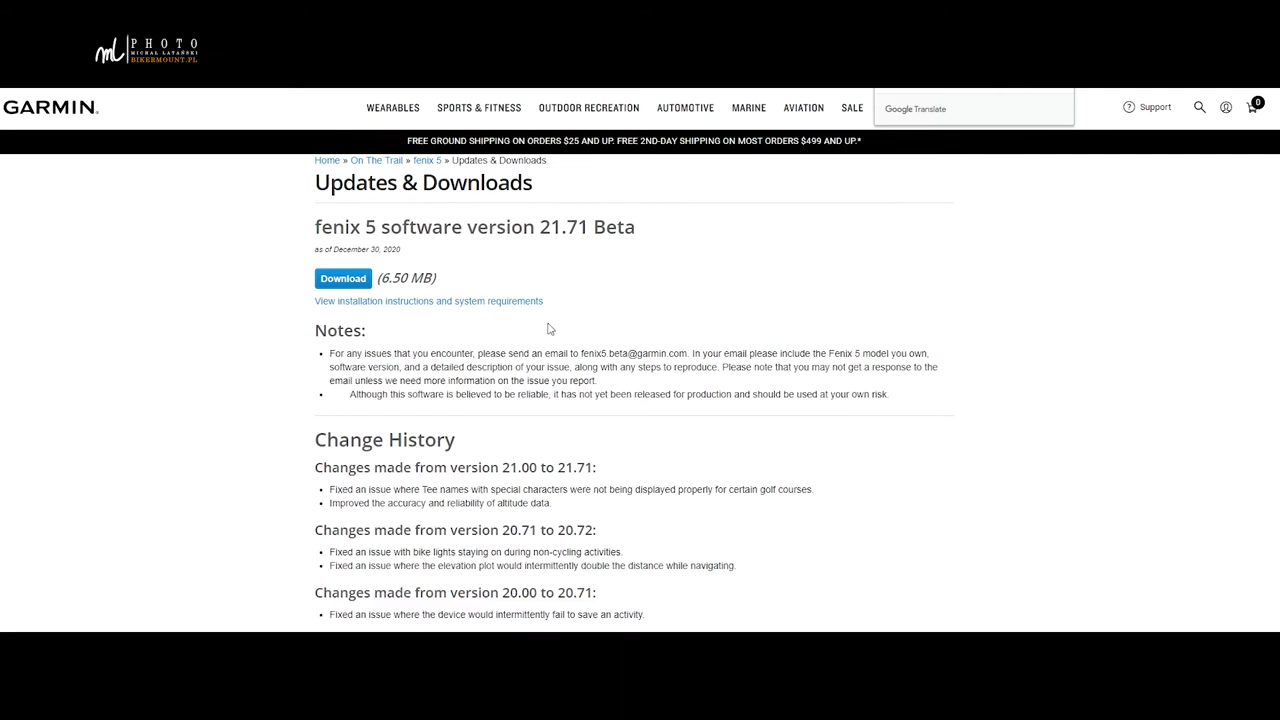 ml PHOTO
MICHAŁ LATAŃSKI
BIKERMOUNT.PL
GARMIN.
WEARABLES SPORTS & FITNESS OUTDOOR RECREATION AUTOMOTIVE MARINE AVIATION SALE Google Translate Support 0
FREE GROUND SHIPPING ON ORDERS $25 AND UP. FREE 2ND-DAY SHIPPING ON MOST ORDERS $499 AND UP.*
Home » On The Trail » fenix 5 » Updates & Downloads
Updates & Downloads
fenix 5 software version 21.71 Beta
as of December 30, 2020
Download (6.50 MB)
View installation instructions and system requirements
Notes:
• For any issues that you encounter, please send an email to fenix5.beta@garmin.com. In your email please include the Fenix 5 model you own,
software version, and a detailed description of your issue, along with any steps to reproduce. Please note that you may not get a response to the
email unless we need more information on the issue you report.
• Although this software is believed to be reliable, it has not yet been released for production and should be used at your own risk.
Change History
Changes made from version 21.00 to 21.71:
• Fixed an issue where Tee names with special characters were not being displayed properly for certain golf courses.
• Improved the accuracy and reliability of altitude data.
Changes made from version 20.71 to 20.72:
• Fixed an issue with bike lights staying on during non-cycling activities.
• Fixed an issue where the elevation plot would intermittently double the distance while navigating.
Changes made from version 20.00 to 20.71:
• Fixed an issue where the device would intermittently fail to save an activity.